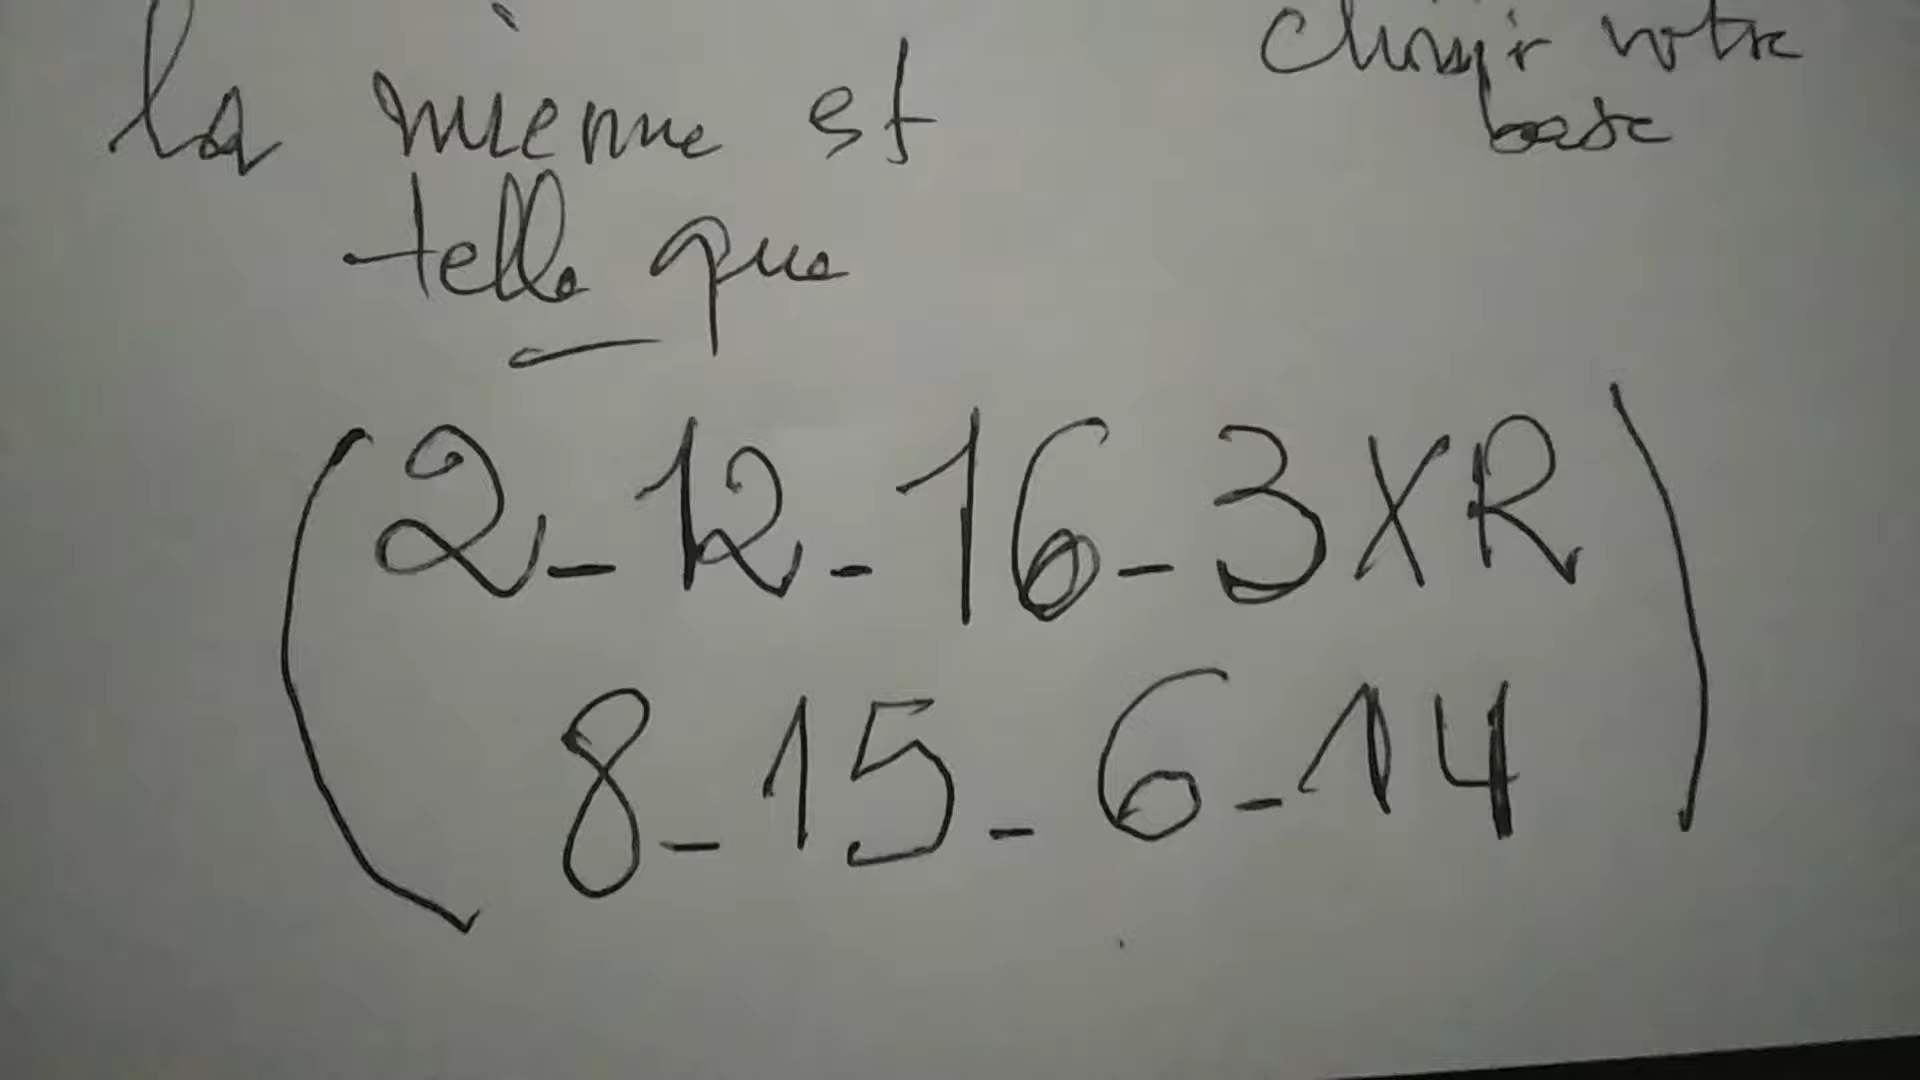 la mienne est
telle que
Choisir votre
base
(2-12-16-3XR
8-15-6-14)